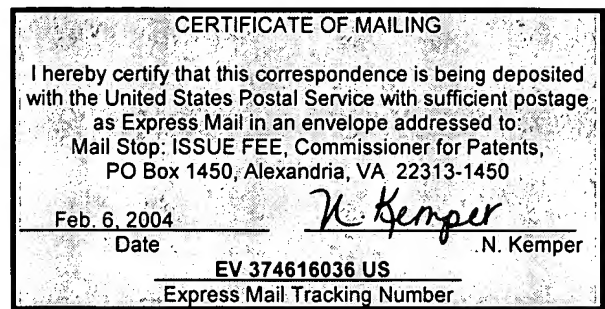 CERTIFICATE OF MAILING
I hereby certify that this correspondence is being deposited
with the United States Postal Service with sufficient postage
as Express Mail in an envelope addressed to:
Mail Stop: ISSUE FEE, Commissioner for Patents,
PO Box 1450, Alexandria, VA 22313-1450
Feb. 6, 2004 N. Kemper
Date N. Kemper
EV 374616036 US
Express Mail Tracking Number